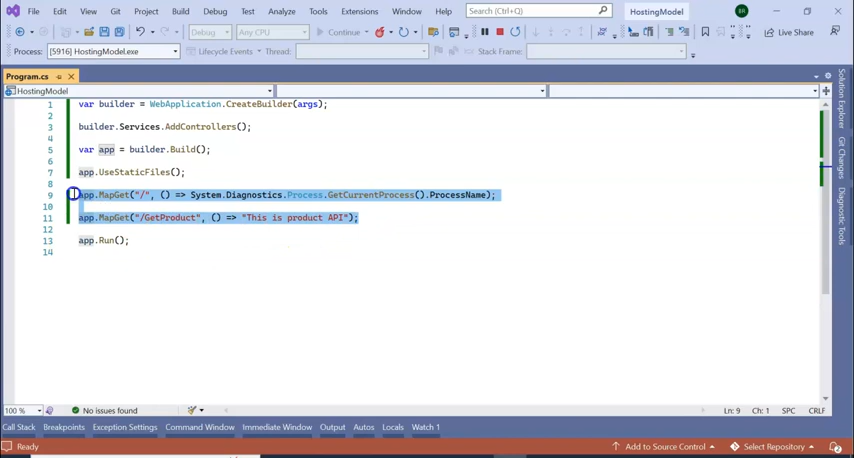 File Edit View Git Project Build Debug Test Analyze Tools Extensions Window Help Search (Ctrl+Q) HostingModel BR
Debug Any CPU Continue Live Share
Process: [5916] HostingModel.exe Lifecycle Events Thread: Stack Frame:
Program.cs
HostingModel
1 var builder = WebApplication.CreateBuilder(args);
2
3 builder.Services.AddControllers();
4
5 var app = builder.Build();
6
7 app.UseStaticFiles();
8
9 app.MapGet("/", () => System.Diagnostics.Process.GetCurrentProcess().ProcessName);
10
11 app.MapGet("/GetProduct", () => "This is product API");
12
13 app.Run();
14
Solution Explorer
Git Changes
Diagnostic Tools
100 % No issues found Ln: 9 Ch: 1 SPC CRLF
Call Stack Breakpoints Exception Settings Command Window Immediate Window Output Autos Locals Watch 1
Ready Add to Source Control Select Repository 2